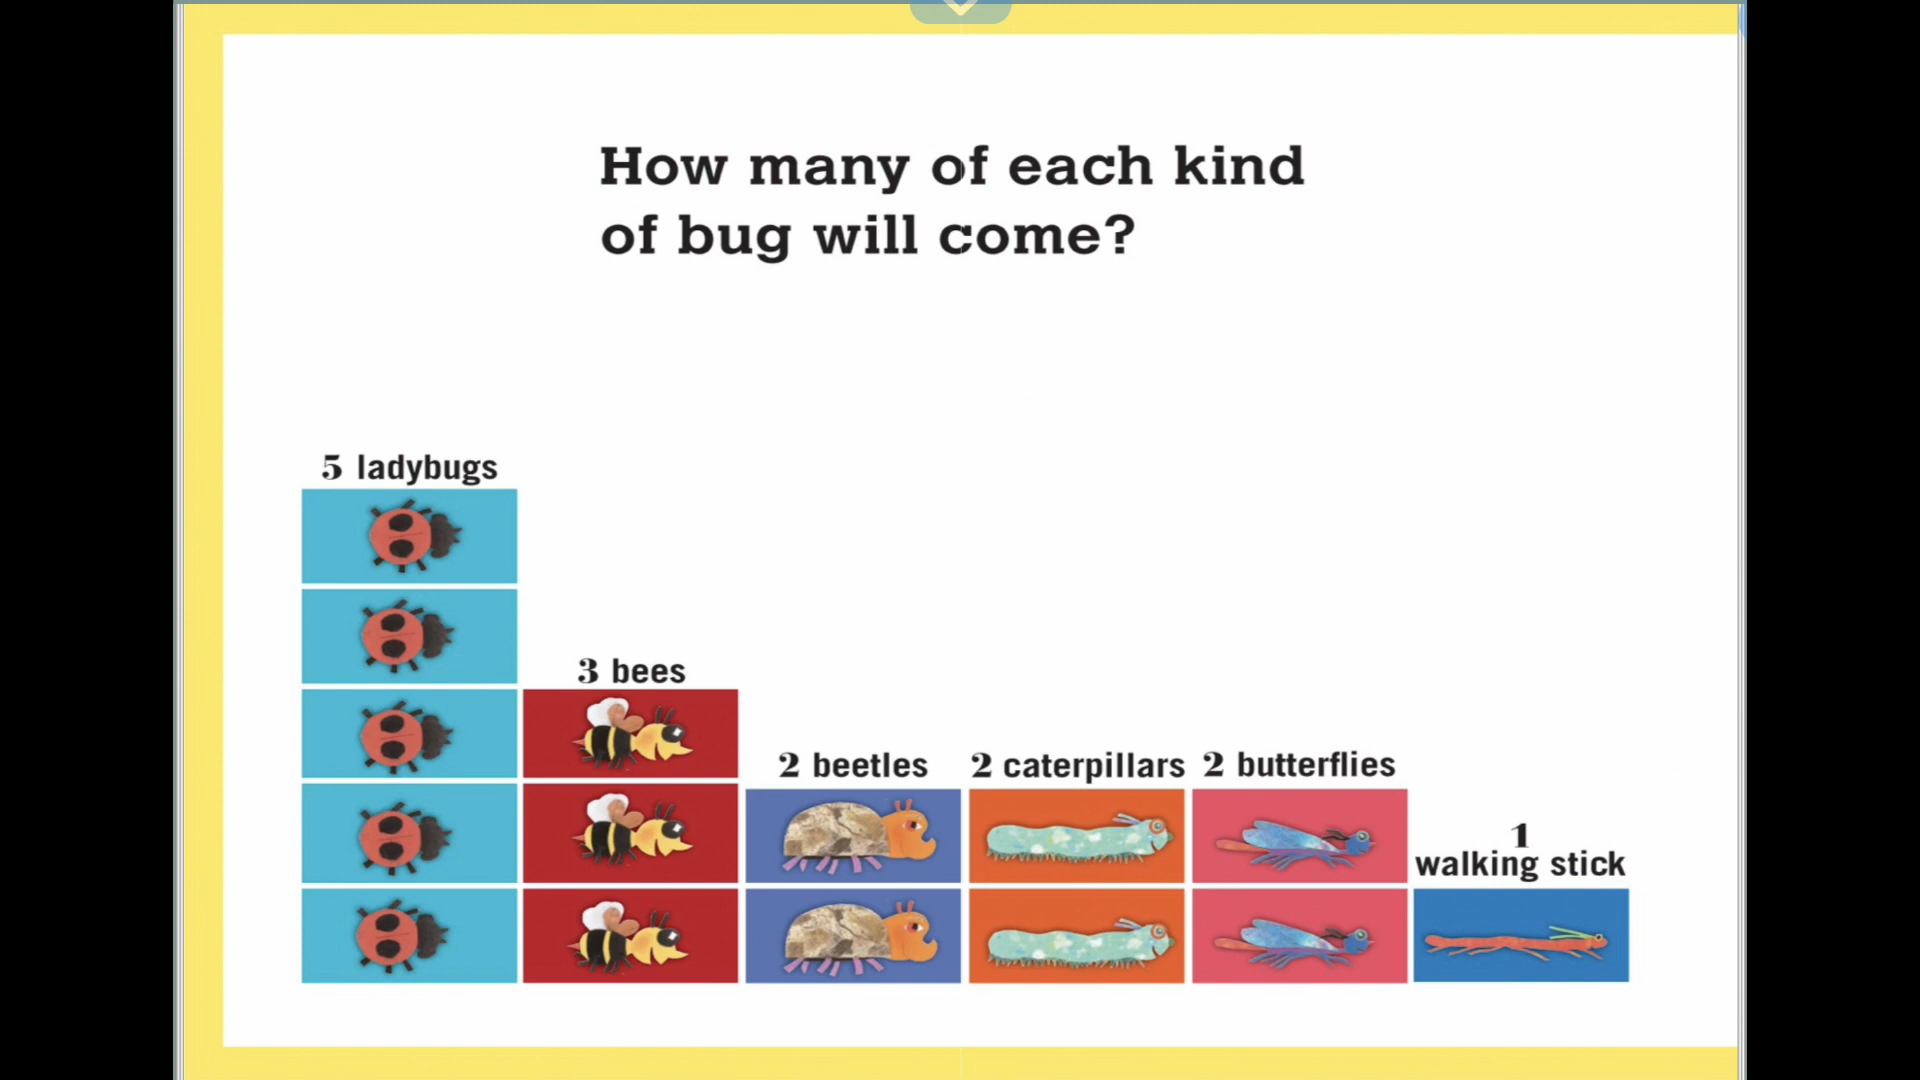 How many of each kind
of bug will come?
5 ladybugs
3 bees
2 beetles
2 caterpillars
2 butterflies
1
walking stick